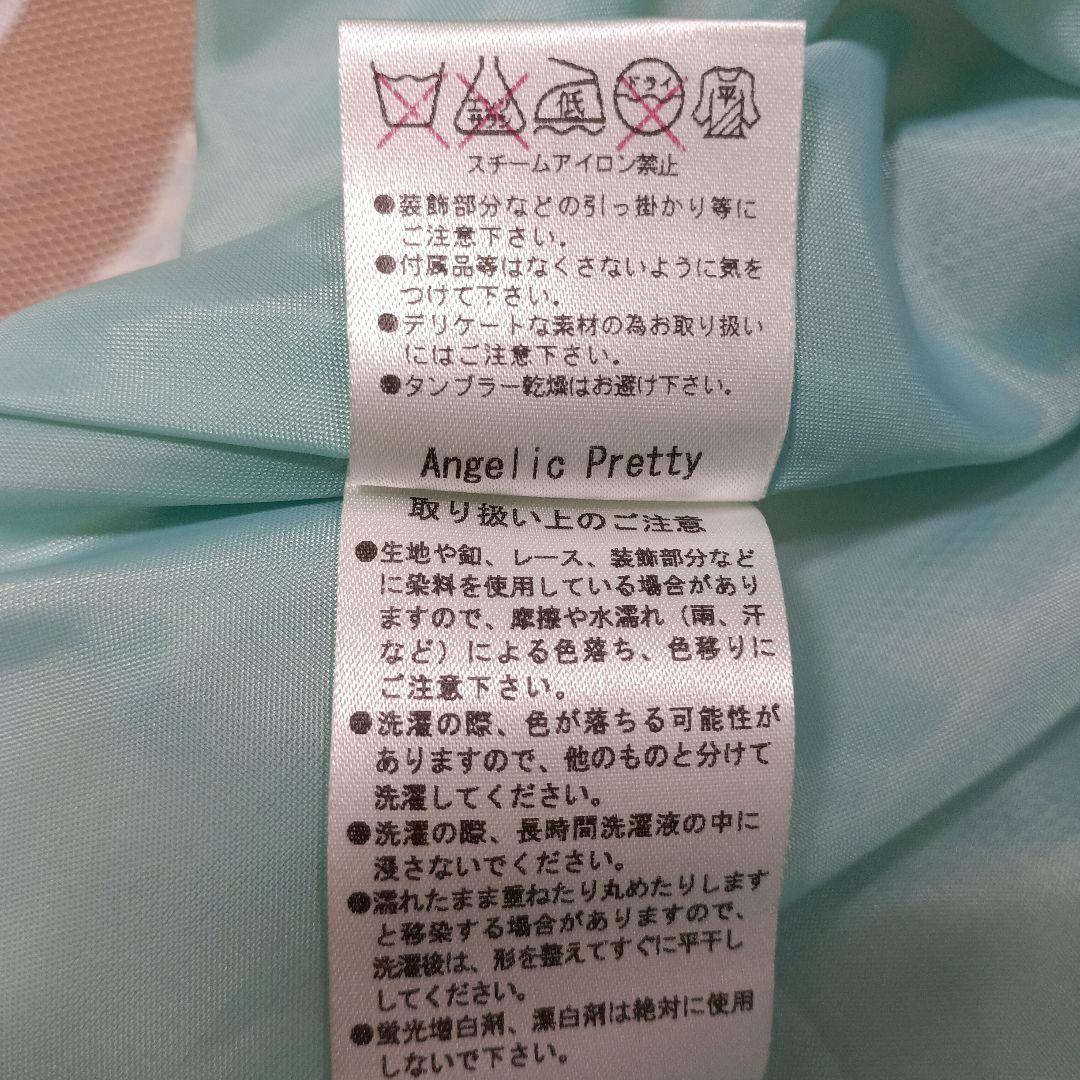 エンソ
サラシ
低
ドライ
平
スチームアイロン禁止
●装飾部分などの引っ掛かり等に
ご注意下さい.
●付属品等はなくさないように気を
つけて下さい.
●デリケートな素材の為お取り扱い
にはご注意下さい.
●タンブラー乾燥はお避け下さい.
Angelic Pretty
取り扱い上のご注意
●生地や釦、レース、装飾部分など
に染料を使用している場合があり
ますので、摩擦や水濡れ（雨、汗
など）による色落ち、色移りに
ご注意下さい。
●洗濯の際、色が落ちる可能性が
ありますので、他のものと分けて
洗濯してください。
●洗濯の際、長時間洗濯液の中に
浸さないでください。
●濡れたまま重ねたり丸めたりします
と移染する場合がありますので、
洗濯後は、形を整えてすぐに平干し
してください。
●蛍光増白剤、漂白剤は絶対に使用
しないで下さい。